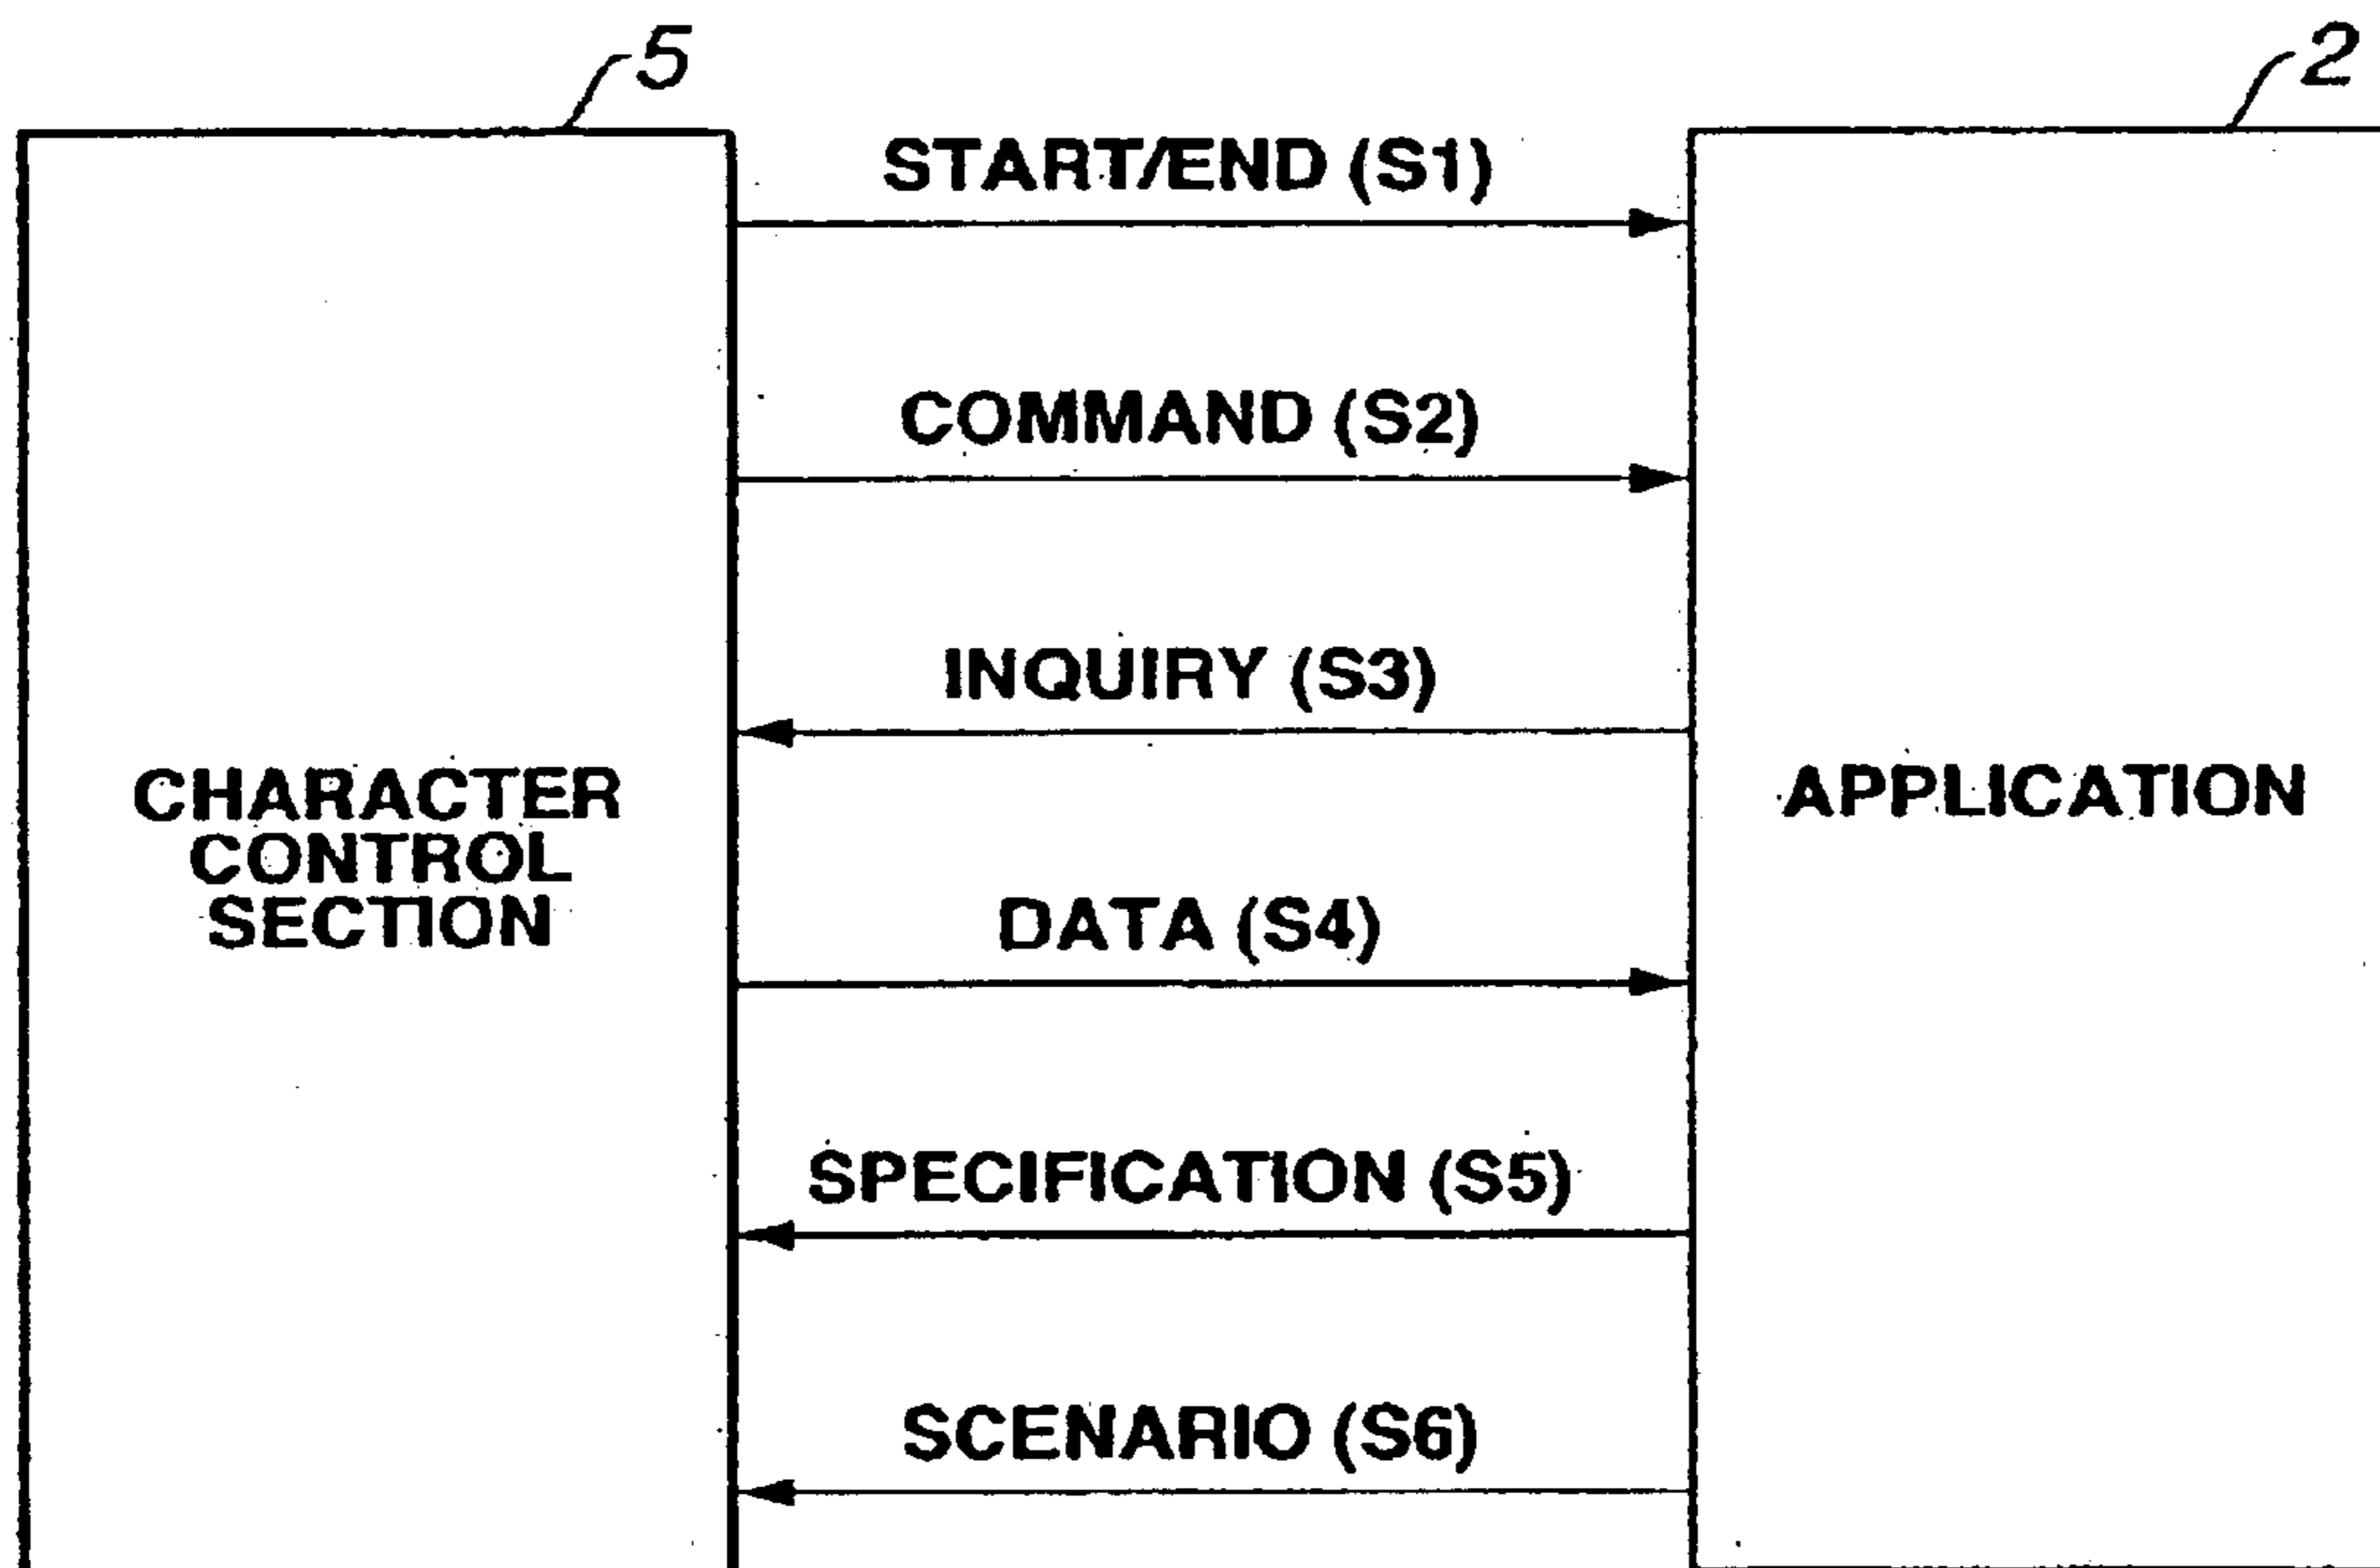 5
2
START/END (S1)
COMMAND (S2)
INQUIRY (S3)
CHARACTER
CONTROL
SECTION
APPLICATION
DATA (S4)
SPECIFICATION (S5)
SCENARIO (S6)